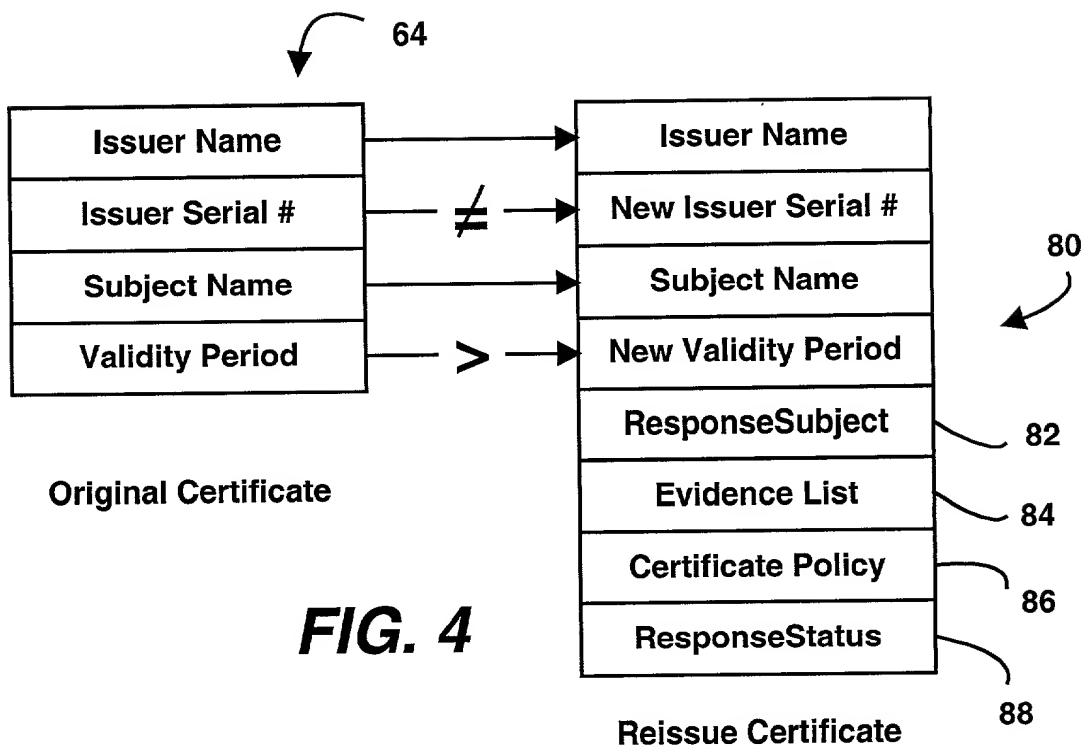 64
Issuer Name
Issuer Serial #
Subject Name
Validity Period
Original Certificate
≠
>
Issuer Name
New Issuer Serial #
Subject Name
New Validity Period
ResponseSubject
Evidence List
Certificate Policy
ResponseStatus
80
82
84
86
88
Reissue Certificate
FIG. 4